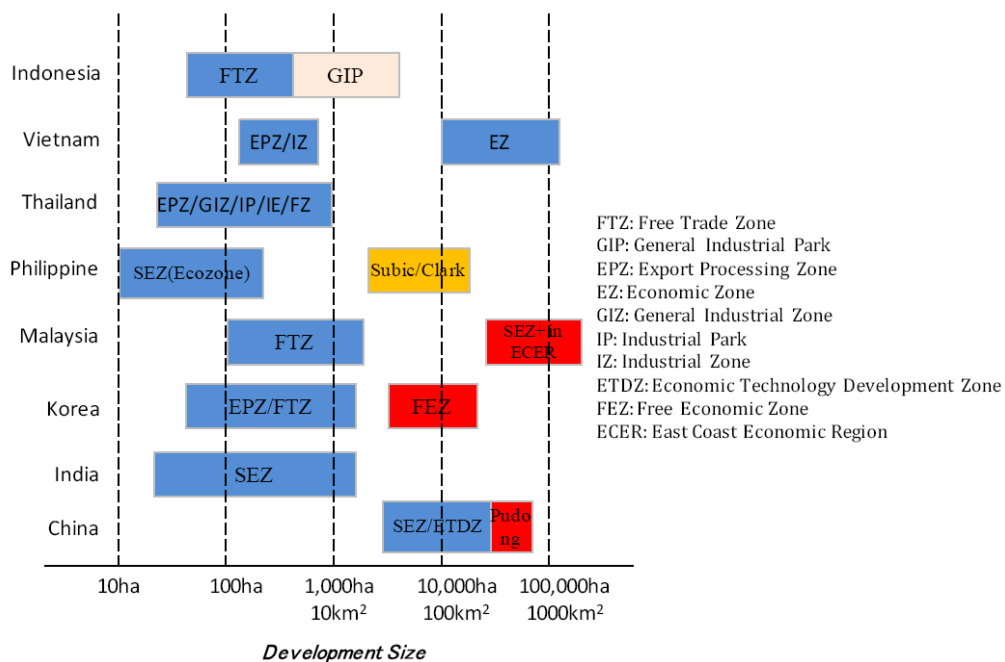 Indonesia
FTZ
GIP
Vietnam
EPZ/IZ
EZ
Thailand
EPZ/GIZ/IP/IE/FZ
Philippine
SEZ(Ecozone)
Subic/Clark
Malaysia
FTZ
SEZ+in
ECER
Korea
EPZ/FTZ
FEZ
India
SEZ
China
SEZ/ETDZ
Pudo
ng
FTZ: Free Trade Zone
GIP: General Industrial Park
EPZ: Export Processing Zone
EZ: Economic Zone
GIZ: General Industrial Zone
IP: Industrial Park
IZ: Industrial Zone
ETDZ: Economic Technology Development Zone
FEZ: Free Economic Zone
ECER: East Coast Economic Region
10ha
100ha
1,000ha
10km²
10,000ha
100km²
100,000ha
1000km²
Development Size